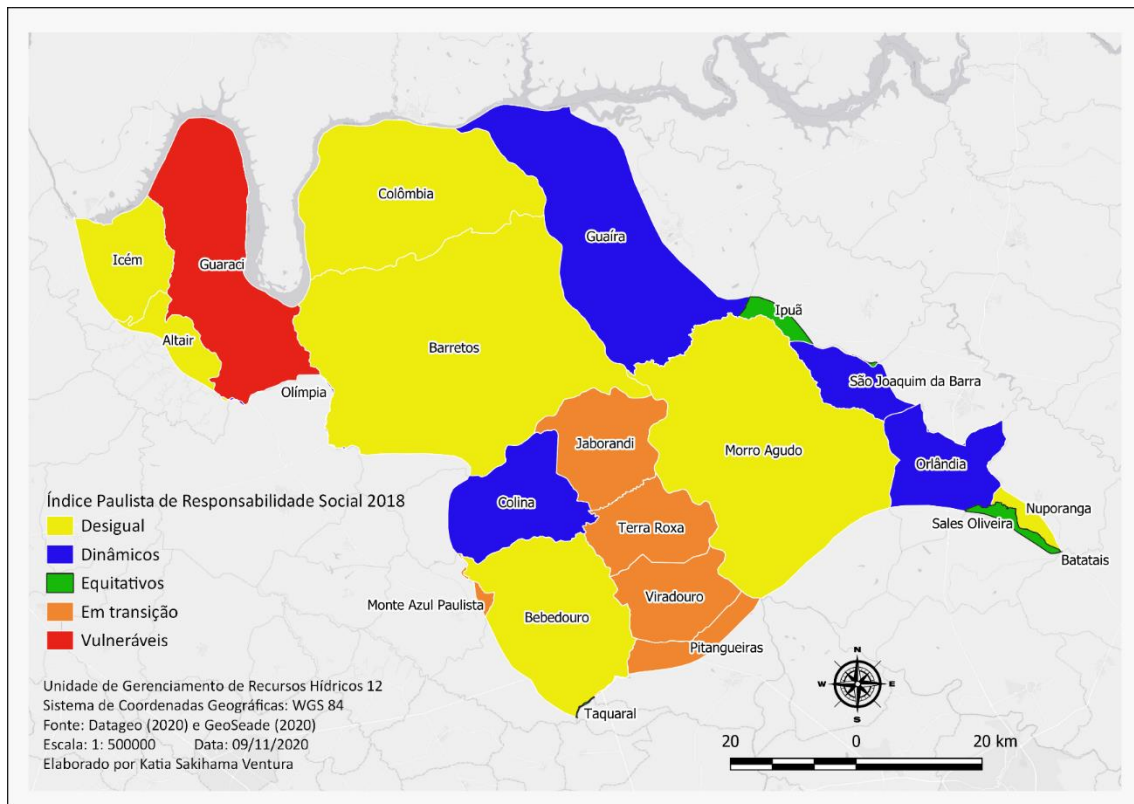 Colômbia
Guaíra
Icém
Guaraci
Ipuã
Altair
Barretos
São Joaquim da Barra
Olímpia
Jaborandi
Morro Agudo
Orlândia
Colina
Nuporanga
Terra Roxa
Sales Oliveira
Batatais
Viradouro
Monte Azul Paulista
Bebedouro
Pitangueiras
Taquaral
Índice Paulista de Responsabilidade Social 2018
Desigual
Dinâmicos
Equitativos
Em transição
Vulneráveis
Unidade de Gerenciamento de Recursos Hídricos 12
Sistema de Coordenadas Geográficas: WGS 84
Fonte: Datageo (2020) e GeoSeade (2020)
Escala: 1: 500000 Data: 09/11/2020
Elaborado por Katia Sakihama Ventura
N
W E
S
20 0 20 km